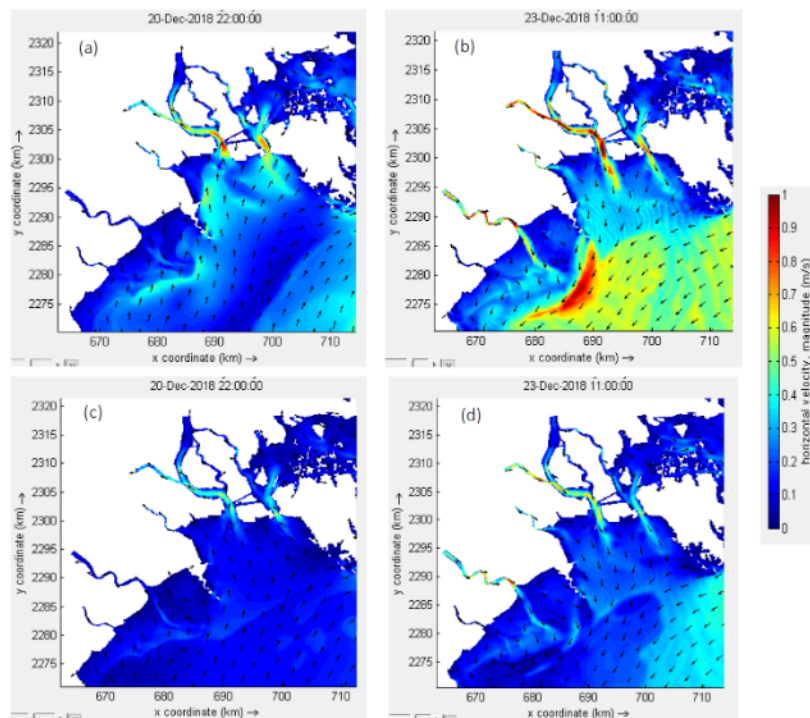 20-Dec-2018 22:00:00
23-Dec-2018 11:00:00
(a)
(b)
2320
2315
2310
2305
2300
2295
2290
2285
2280
2275
y coordinate (km) →
670 680 690 700 710
x coordinate (km) →
2320
2315
2310
2305
2300
2295
2290
2285
2280
2275
y coordinate (km) →
670 680 690 700 710
x coordinate (km) →
1
0.9
0.8
0.7
0.6
0.5
0.4
0.3
0.2
0.1
0
horizontal velocity, magnitude (m/s)
20-Dec-2018 22:00:00
23-Dec-2018 11:00:00
(c)
(d)
2320
2315
2310
2305
2300
2295
2290
2285
2280
2275
y coordinate (km) →
670 680 690 700 710
x coordinate (km) →
2320
2315
2310
2305
2300
2295
2290
2285
2280
2275
y coordinate (km) →
670 680 690 700 710
x coordinate (km) →